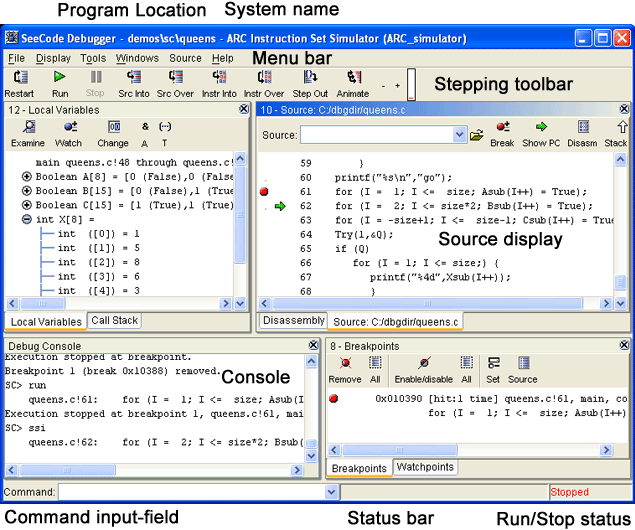 Program Location System name
SeeCode Debugger - demos\sc\queens - ARC Instruction Set Simulator (ARC_simulator)
File Display Tools Windows Source Help
Menu bar
Restart Run Stop Src Into Src Over Instr Into Instr Over Step Out Animate - +
Stepping toolbar
12 - Local Variables
Examine Watch Change & A (···) T
main queens.c!48 through queens.c!
Boolean A[8] = [0 (False),0 (False
Boolean B[15] = [0 (False),1 (True
Boolean C[15] = [1 (True),1 (True)
int X[8] =
int ([0]) = 1
int ([1]) = 5
int ([2]) = 8
int ([3]) = 6
int ([4]) = 3
Local Variables Call Stack
10 - Source: C:/dbgdir/queens.c
Source: Break Show PC Disasm Stack
59 }
60 printf("%s\n","go");
61 for (I = 1; I <= size; Asub(I++) = True);
62 for (I = 2; I <= size*2; Bsub(I++) = True);
63 for (I = -size+1; I <= size-1; Csub(I++) = True
64 Try(1,&Q);
65 if (Q)
66 for (I = 1; I <= size;) {
67 printf("%4d",Xsub(I++));
68 }
Source display
Disassembly Source: C:/dbgdir/queens.c
Debug Console
Execution stopped at breakpoint.
Breakpoint 1 (break 0x10388) removed.
SC> run
queens.c!61: for (I = 1; I <= size; Asub(I
Execution stopped at breakpoint 1, queens.c!61, mai
SC> ssi
queens.c!62: for (I = 2; I <= size*2; Bsub(
Console
8 - Breakpoints
Remove All Enable/disable All Set Source
0x010390 [hit:1 time] queens.c!61, main, co
for (I = 1; I <= size; Asub(I++)
Breakpoints Watchpoints
Command: Stopped
Command input-field Status bar Run/Stop status